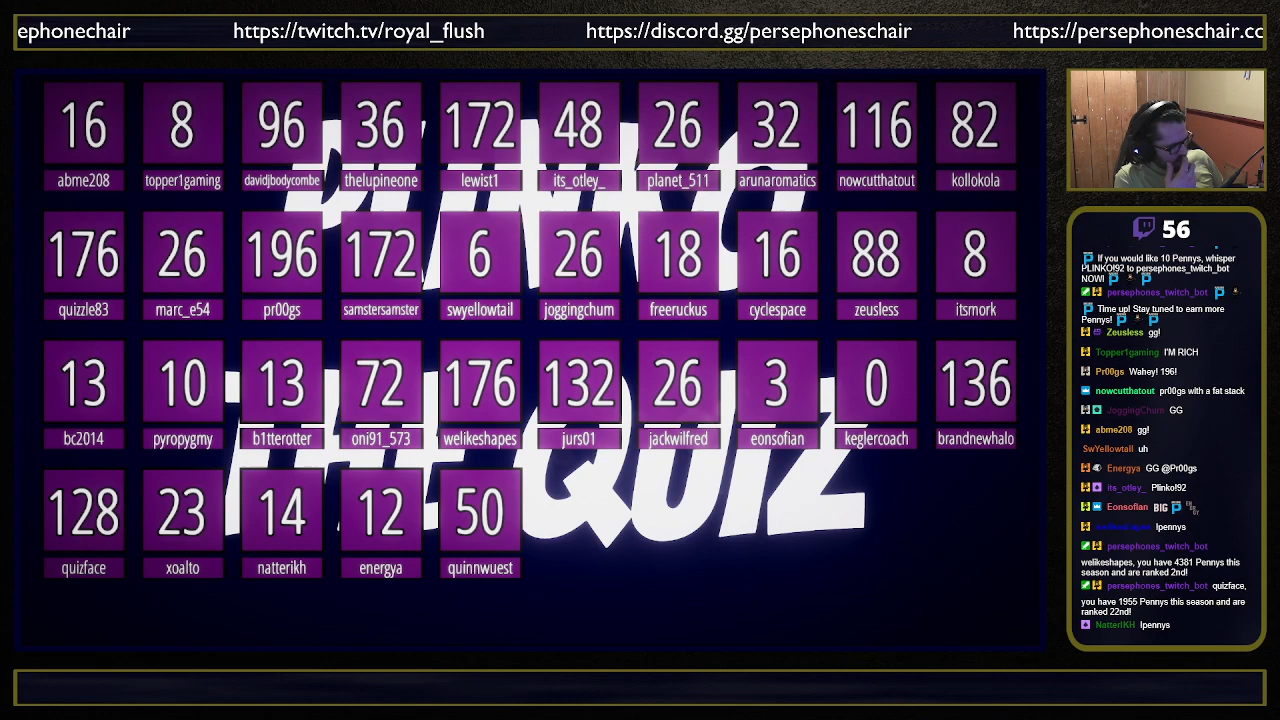 ephonechair https://twitch.tv/royal_flush https://discord.gg/persephoneschair https://persephoneschair.cc
16 8 96 36 172 48 26 32 116 82
abme208 topper1gaming davidjbodycombe thelupineone lewist1 its_otley_ planet_511 arunaromatics nowcutthatout kollokola
PLINKO
176 26 196 172 6 26 18 16 88 8
quizzle83 marc_e54 pr00gs samstersamster swyellowtail joggingchum freeruckus cyclespace zeusless itsmork
13 10 13 72 176 132 26 3 0 136
bc2014 pyropygmy b1tterotter oni91_573 welikeshapes jurs01 jackwilfred eonsofian keglercoach brandnewhalo
THE QUIZ
128 23 14 12 50
quizface xoalto natterikh energya quinnwuest
56
If you would like 10 Pennys, whisper
PLINKO!92 to persephones_twitch_bot
NOW!
persephones_twitch_bot
Time up! Stay tuned to earn more
Pennys!
Zeusless gg!
Topper1gaming I'M RICH
Pr00gs Wahey! 196!
nowcutthatout pr00gs with a fat stack
JoggingChum GG
abme208 gg!
SwYellowtail uh
Energya GG @Pr00gs
its_otley_ Plinko!92
Eonsofian BIG
!pennys
persephones_twitch_bot
welikeshapes, you have 4381 Pennys this
season and are ranked 2nd!
persephones_twitch_bot quizface,
you have 1955 Pennys this season and are
ranked 22nd!
NatterIKH !pennys